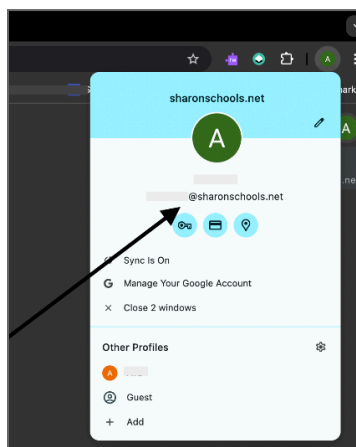 sharonschools.net
A
A
A
@sharonschools.net
Sync Is On
G Manage Your Google Account
× Close 2 windows
Other Profiles
A
Guest
+ Add